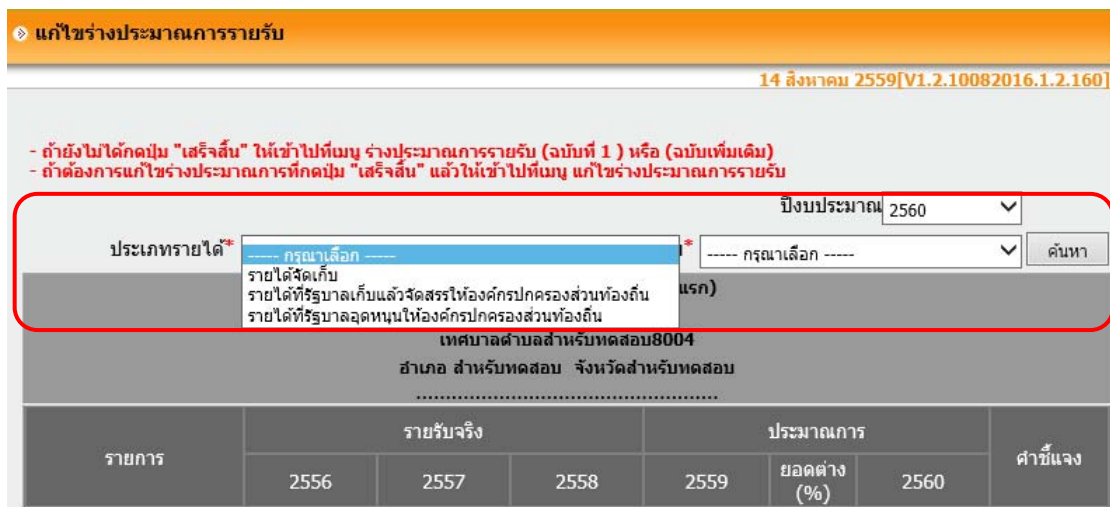 แก้ไขร่างประมาณการรายรับ
14 สิงหาคม 2559[V1.2.10082016.1.2.160]
- ถ้ายังไม่ได้กดปุ่ม "เสร็จสิ้น" ให้เข้าไปที่เมนู ร่างประมาณการรายรับ (ฉบับที่ 1 ) หรือ (ฉบับเพิ่มเติม)
- ถ้าต้องการแก้ไขร่างประมาณการที่กดปุ่ม "เสร็จสิ้น" แล้วให้เข้าไปที่เมนู แก้ไขร่างประมาณการรายรับ
ปีงบประมาณ 2560
ประเภทรายได้* ----- กรุณาเลือก ----- * ----- กรุณาเลือก ----- ค้นหา
รายได้จัดเก็บ
รายได้ที่รัฐบาลเก็บแล้วจัดสรรให้องค์กรปกครองส่วนท้องถิ่น แรก)
รายได้ที่รัฐบาลอุดหนุนให้องค์กรปกครองส่วนท้องถิ่น
เทศบาลตำบลสำหรับทดสอบ8004
อำเภอ สำหรับทดสอบ จังหวัดสำหรับทดสอบ
รายการ รายรับจริง ประมาณการ คำชี้แจง
2556 2557 2558 2559 ยอดต่าง (%) 2560